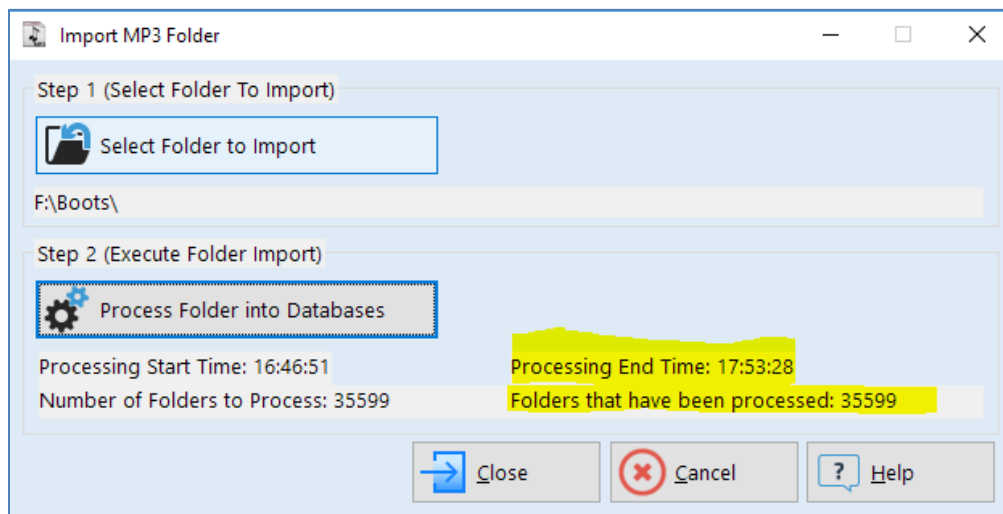 Import MP3 Folder
Step 1 (Select Folder To Import)
Select Folder to Import
F:\Boots\
Step 2 (Execute Folder Import)
Process Folder into Databases
Processing Start Time: 16:46:51 Processing End Time: 17:53:28
Number of Folders to Process: 35599 Folders that have been processed: 35599
Close Cancel ? Help